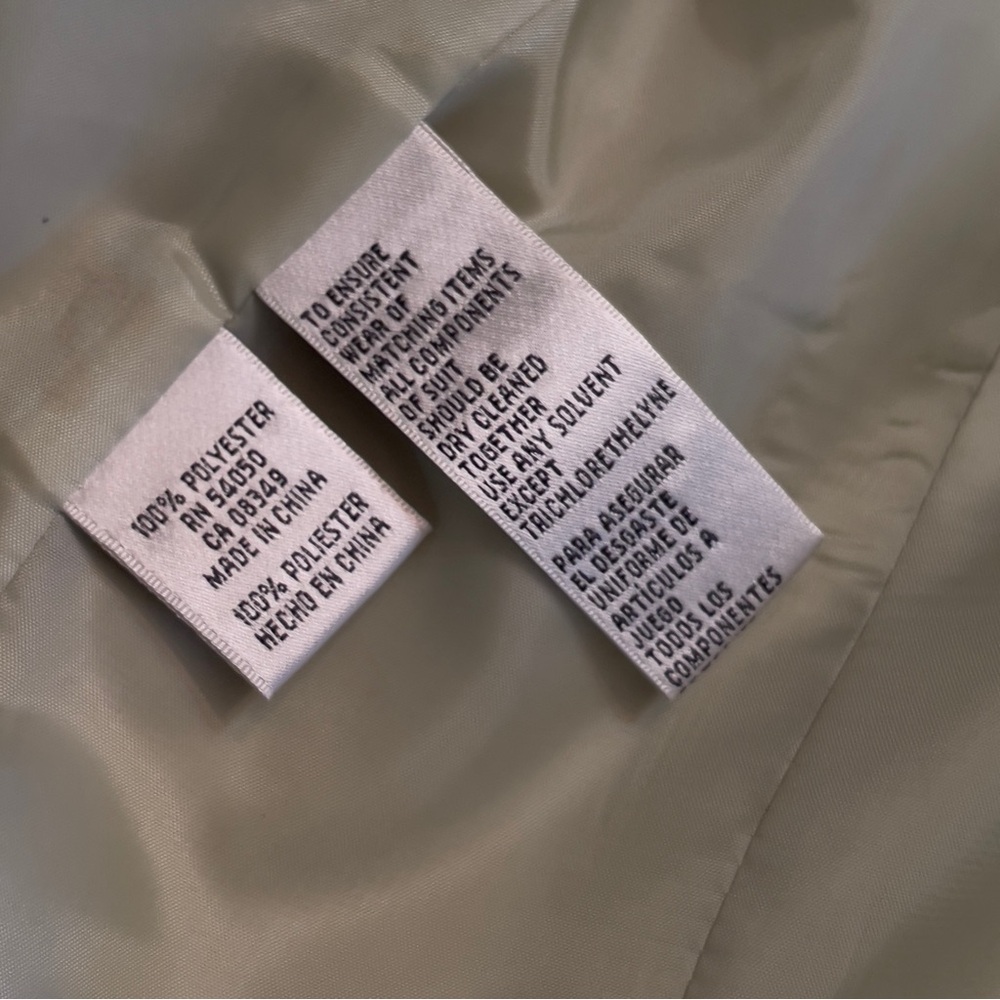 100% POLYESTER
RN 54050
CA 08349
MADE IN CHINA
100% POLIESTER
HECHO EN CHINA
TO ENSURE
CONSISTENT
WEAR OF
MATCHING ITEMS
ALL COMPONENTS
OF SUIT
SHOULD BE
DRY CLEANED
TOGETHER
USE ANY SOLVENT
EXCEPT
TRICHLORETHELYNE
PARA ASEGURAR
EL DESGASTE
UNIFORME DE
ARTICULOS A
JUEGO
TODOS LOS
COMPONENTES